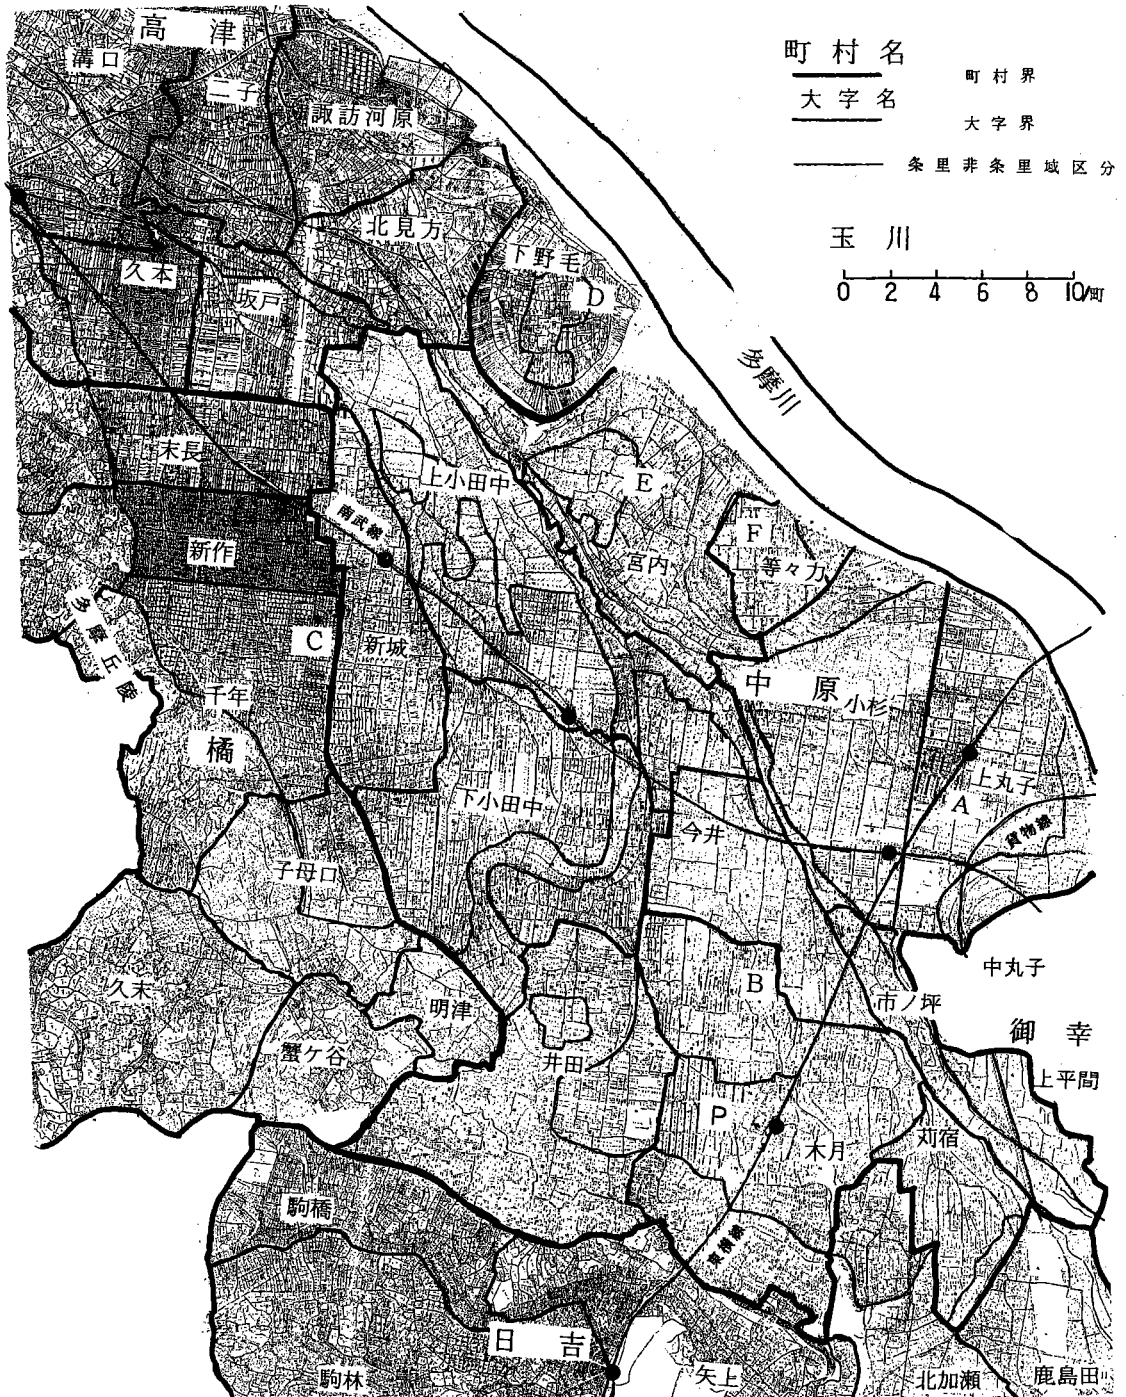 高津
町村名
町村界
溝口
二子
大字名
諏訪河原
大字界
条里非条里域区分
北見方
玉川
下野毛
久本
坂戸
D
0 2 4 6 8 10町
多摩川
末長
上小田中
E
南武線
F
新作
宮内
等々力
多摩丘陵
C
新城
千年
中原
小杉
橘
上丸子
下小田中
A
今井
貨物線
子母口
中丸子
久末
B
市ノ坪
明津
御幸
蟹ケ谷
井田
上平間
P
木月
苅宿
駒橋
東横線
日吉
駒林
矢上
北加瀬
鹿島田